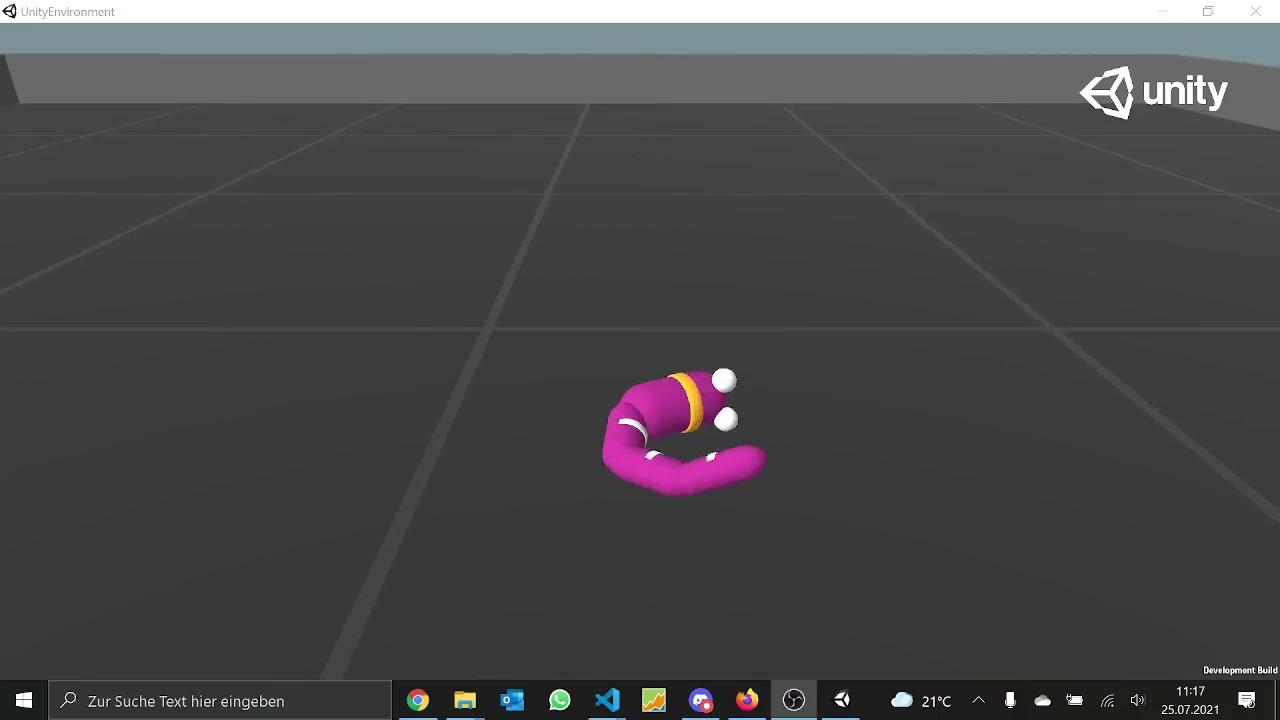 UnityEnvironment
unity
Development Build
Zur Suche Text hier eingeben
21°C
11:17
25.07.2021